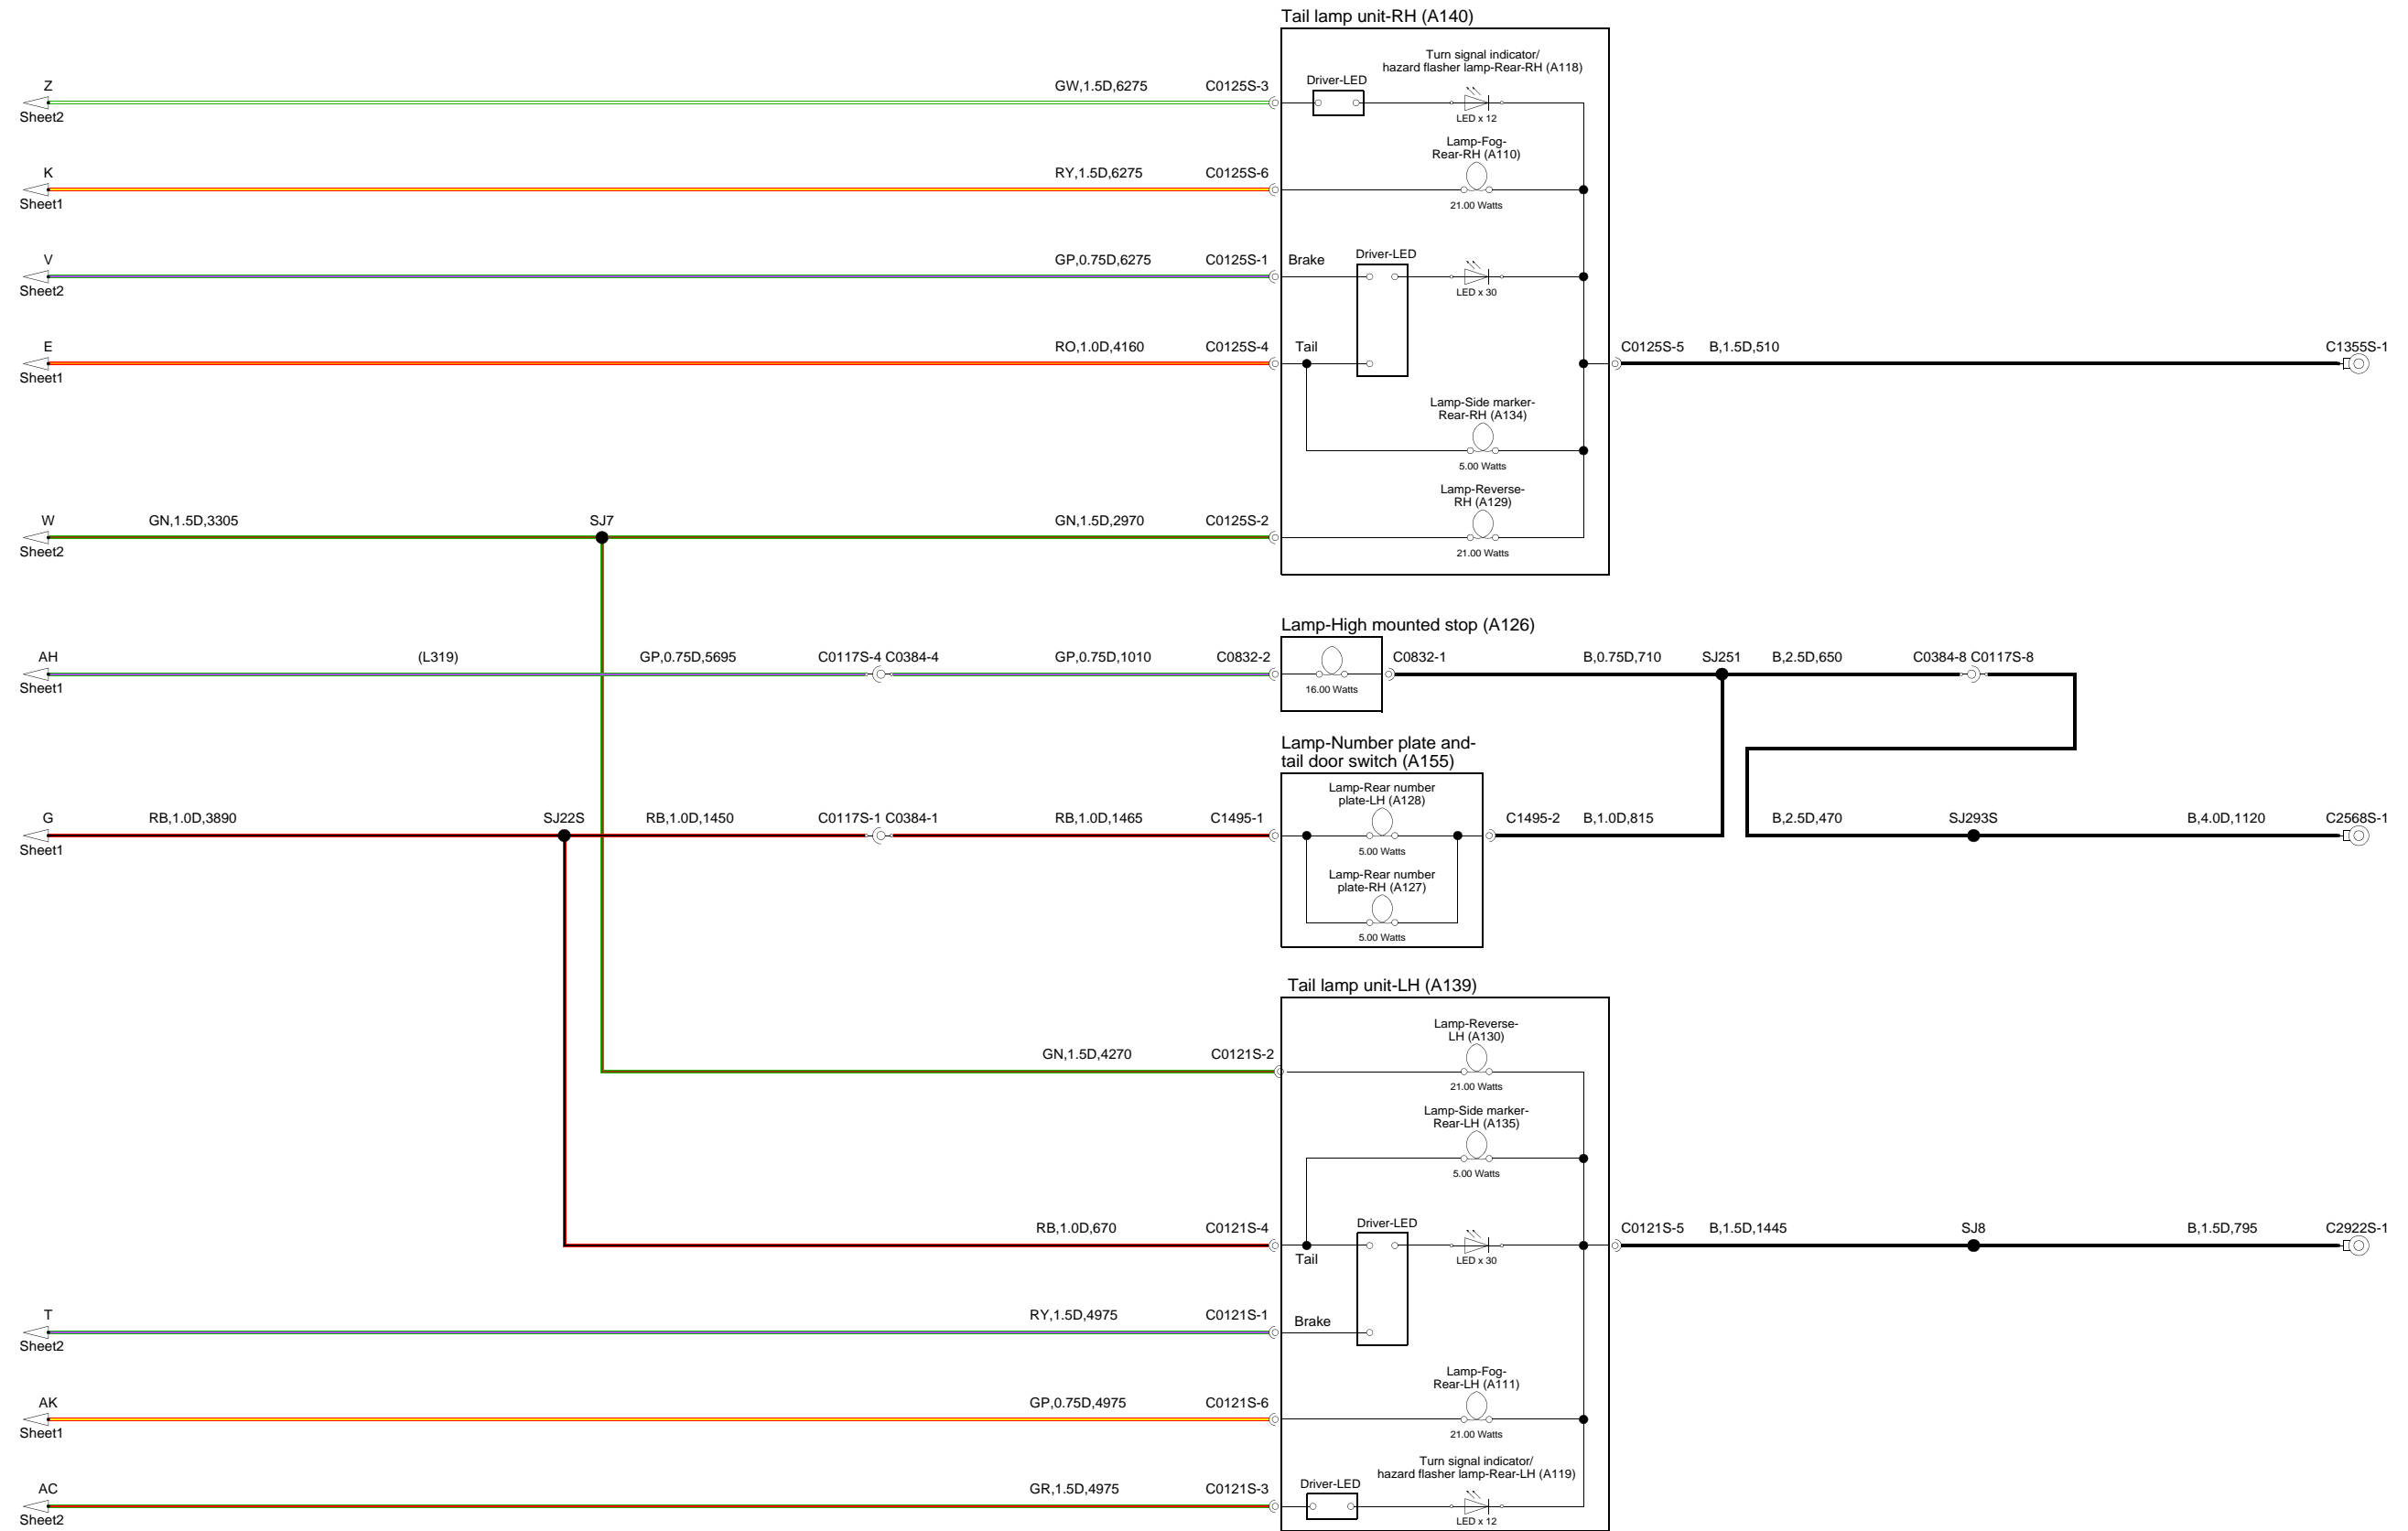 Tail lamp unit-RH (A140)
Turn signal indicator/
hazard flasher lamp-Rear-RH (A118)
Z
GW,1.5D,6275
C0125S-3
Driver-LED
Sheet2
LED x 12
Lamp-Fog-
Rear-RH (A110)
K
RY,1.5D,6275
C0125S-6
Sheet1
21.00 Watts
V
GP,0.75D,6275
C0125S-1
Brake
Driver-LED
Sheet2
LED x 30
E
RO,1.0D,4160
C0125S-4
Tail
C0125S-5
B,1.5D,510
C1355S-1
Sheet1
Lamp-Side marker-
Rear-RH (A134)
5.00 Watts
Lamp-Reverse-
RH (A129)
W
GN,1.5D,3305
SJ7
GN,1.5D,2970
C0125S-2
Sheet2
21.00 Watts
Lamp-High mounted stop (A126)
AH
(L319)
GP,0.75D,5695
C0117S-4 C0384-4
GP,0.75D,1010
C0832-2
C0832-1
B,0.75D,710
SJ251
B,2.5D,650
C0384-8 C0117S-8
Sheet1
16.00 Watts
Lamp-Number plate and-
tail door switch (A155)
Lamp-Rear number
plate-LH (A128)
G
RB,1.0D,3890
SJ22S
RB,1.0D,1450
C0117S-1 C0384-1
RB,1.0D,1465
C1495-1
C1495-2
B,1.0D,815
B,2.5D,470
SJ293S
B,4.0D,1120
C2568S-1
Sheet1
5.00 Watts
Lamp-Rear number
plate-RH (A127)
5.00 Watts
Tail lamp unit-LH (A139)
Lamp-Reverse-
LH (A130)
GN,1.5D,4270
C0121S-2
21.00 Watts
Lamp-Side marker-
Rear-LH (A135)
5.00 Watts
RB,1.0D,670
C0121S-4
Driver-LED
C0121S-5
B,1.5D,1445
SJ8
B,1.5D,795
C2922S-1
Tail
LED x 30
T
RY,1.5D,4975
C0121S-1
Brake
Sheet2
Lamp-Fog-
Rear-LH (A111)
AK
GP,0.75D,4975
C0121S-6
Sheet1
21.00 Watts
Turn signal indicator/
hazard flasher lamp-Rear-LH (A119)
AC
GR,1.5D,4975
C0121S-3
Driver-LED
Sheet2
LED x 12